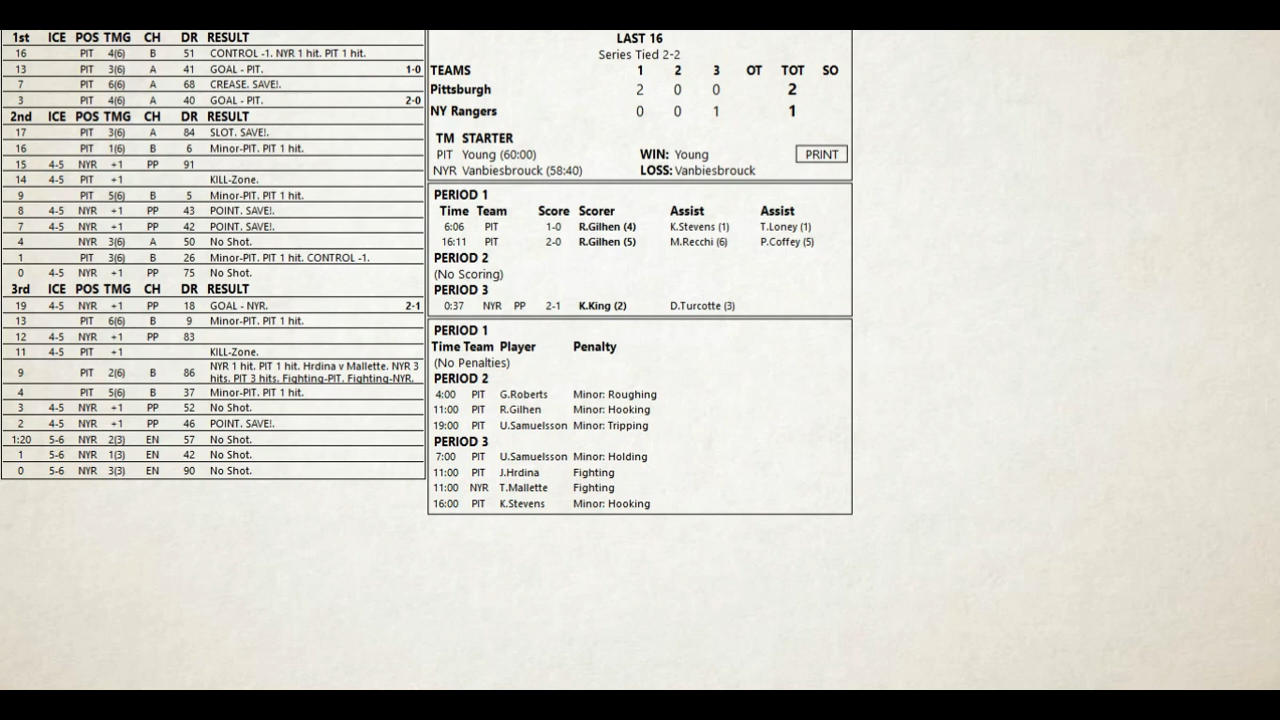 1st ICE POS TMG CH DR RESULT
16 PIT 4(6) B 51 CONTROL -1. NYR 1 hit. PIT 1 hit.
13 PIT 3(6) A 41 GOAL - PIT. 1-0
7 PIT 6(6) A 68 CREASE. SAVE!.
3 PIT 4(6) A 40 GOAL - PIT. 2-0
2nd ICE POS TMG CH DR RESULT
17 PIT 3(6) A 84 SLOT. SAVE!.
16 PIT 1(6) B 6 Minor-PIT. PIT 1 hit.
15 4-5 NYR +1 PP 91
14 4-5 PIT +1 KILL-Zone.
9 PIT 5(6) B 5 Minor-PIT. PIT 1 hit.
8 4-5 NYR +1 PP 43 POINT. SAVE!.
7 4-5 NYR +1 PP 42 POINT. SAVE!.
4 NYR 3(6) A 50 No Shot.
1 PIT 3(6) B 26 Minor-PIT. PIT 1 hit. CONTROL -1.
0 4-5 NYR +1 PP 75 No Shot.
3rd ICE POS TMG CH DR RESULT
19 4-5 NYR +1 PP 18 GOAL - NYR. 2-1
13 PIT 6(6) B 9 Minor-PIT. PIT 1 hit.
12 4-5 NYR +1 PP 83
11 4-5 PIT +1 KILL-Zone.
9 PIT 2(6) B 86 NYR 1 hit. PIT 1 hit. Hrdina v Mallette. NYR 3
hits. PIT 3 hits. Fighting-PIT. Fighting-NYR.
4 PIT 5(6) B 37 Minor-PIT. PIT 1 hit.
3 4-5 NYR +1 PP 52 No Shot.
2 4-5 NYR +1 PP 46 POINT. SAVE!.
1:20 5-6 NYR 2(3) EN 57 No Shot.
1 5-6 NYR 1(3) EN 42 No Shot.
0 5-6 NYR 3(3) EN 90 No Shot.
LAST 16
Series Tied 2-2
TEAMS 1 2 3 OT TOT SO
Pittsburgh 2 0 0 2
NY Rangers 0 0 1 1
TM STARTER
PIT Young (60:00) WIN: Young PRINT
NYR Vanbiesbrouck (58:40) LOSS: Vanbiesbrouck
PERIOD 1
Time Team Score Scorer Assist Assist
6:06 PIT 1-0 R.Gilhen (4) K.Stevens (1) T.Loney (1)
16:11 PIT 2-0 R.Gilhen (5) M.Recchi (6) P.Coffey (5)
PERIOD 2
(No Scoring)
PERIOD 3
0:37 NYR PP 2-1 K.King (2) D.Turcotte (3)
PERIOD 1
Time Team Player Penalty
(No Penalties)
PERIOD 2
4:00 PIT G.Roberts Minor: Roughing
11:00 PIT R.Gilhen Minor: Hooking
19:00 PIT U.Samuelsson Minor: Tripping
PERIOD 3
7:00 PIT U.Samuelsson Minor: Holding
11:00 PIT J.Hrdina Fighting
11:00 NYR T.Mallette Fighting
16:00 PIT K.Stevens Minor: Hooking